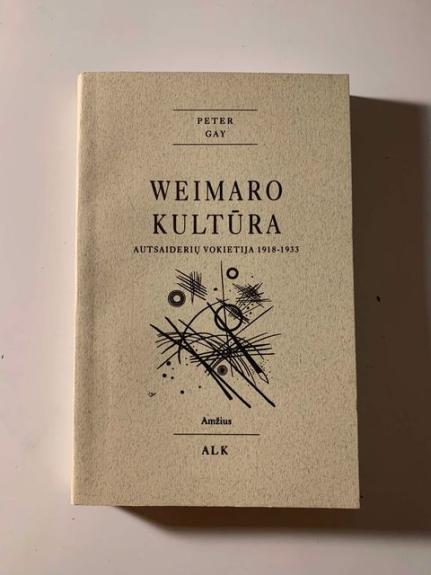 PETER
GAY
WEIMARO
KULTŪRA
AUTSAIDERIŲ VOKIETIJA 1918-1933
Amžius
ALK